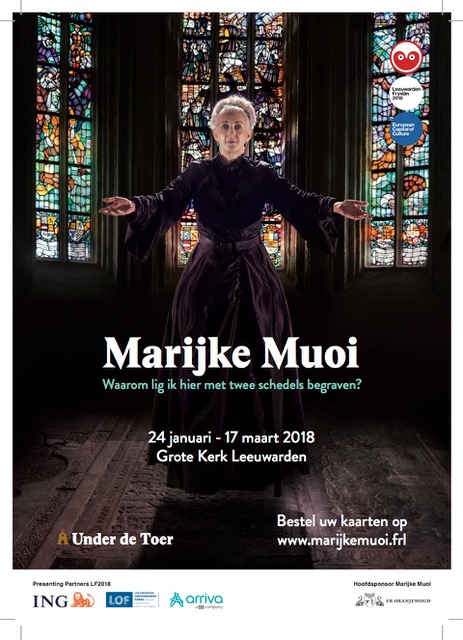 Leeuwarden
Fryslân
2018
European
Capital of
Culture
Marijke Muoi
Waarom lig ik hier met twee schedels begraven?
24 januari - 17 maart 2018
Grote Kerk Leeuwarden
Bestel uw kaarten op
www.marijkemuoi.frl
Under de Toer
Presenting Partners LF2018
Hoofdsponsor Marijke Muoi
ING
LOF
arriva
FB ORANJEWOUD